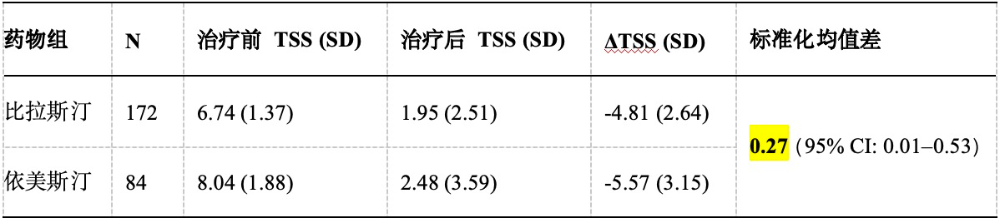 药物组 N 治疗前 TSS (SD) 治疗后 TSS (SD) ΔTSS (SD) 标准化均值差
比拉斯汀 172 6.74 (1.37) 1.95 (2.51) -4.81 (2.64)
0.27 (95% CI: 0.01–0.53)
依美斯汀 84 8.04 (1.88) 2.48 (3.59) -5.57 (3.15)